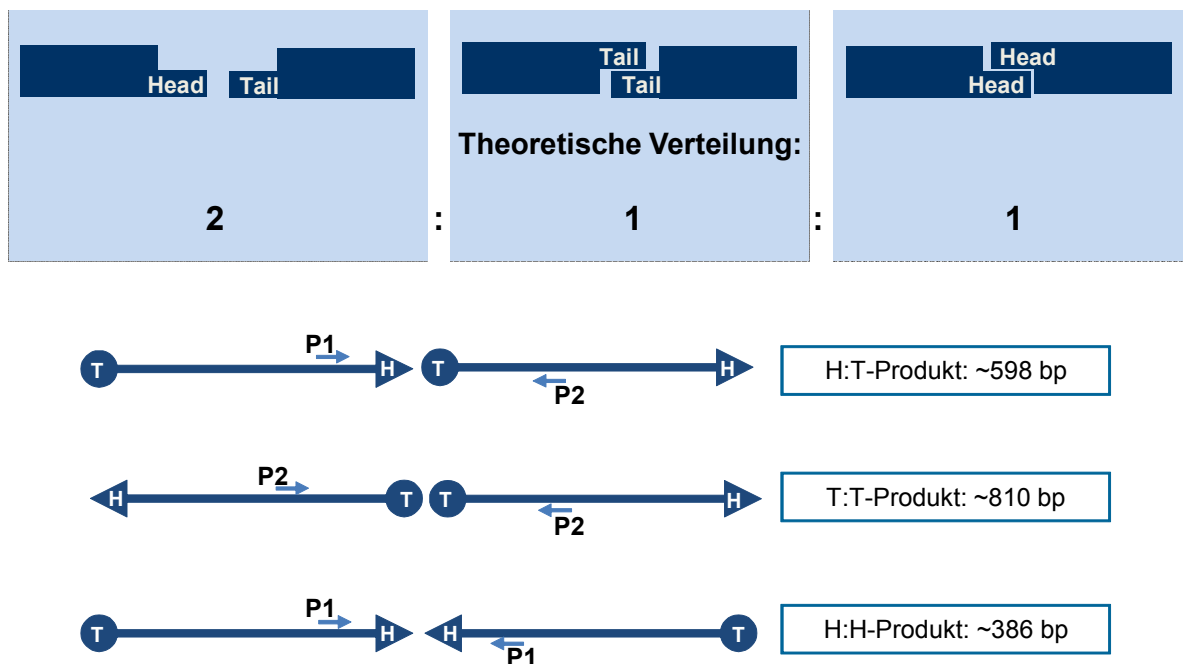 Head Tail
Tail
Tail
Head
Head
Theoretische Verteilung:
2 : 1 : 1
P1
T H T H
P2
H:T-Produkt: ~598 bp
P2
H T T H
P2
T:T-Produkt: ~810 bp
P1
T H H T
P1
H:H-Produkt: ~386 bp